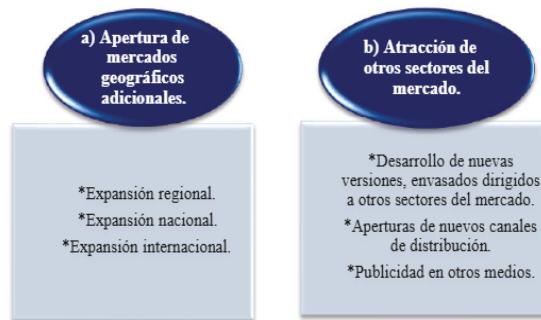 a) Apertura de
mercados
geográficos
adicionales.
*Expansión regional.
*Expansión nacional.
*Expansión internacional.
b) Atracción de
otros sectores del
mercado.
*Desarrollo de nuevas
versiones, envasados dirigidos
a otros sectores del mercado.
*Aperturas de nuevos canales
de distribución.
*Publicidad en otros medios.